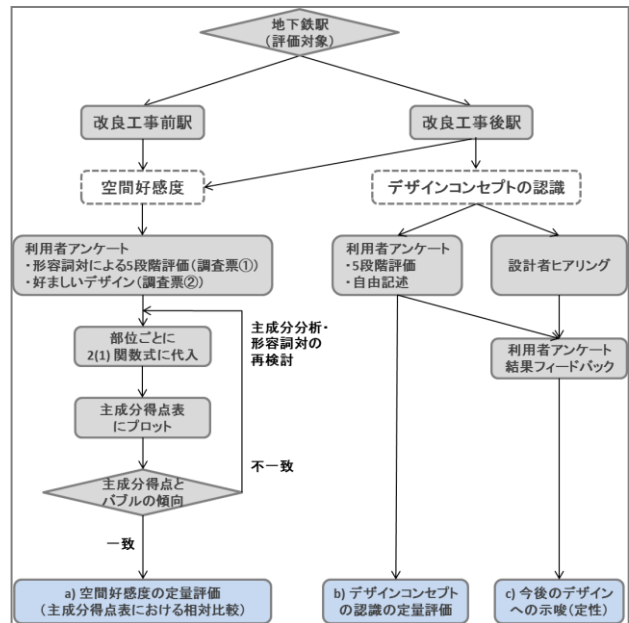 地下鉄駅
(評価対象)
改良工事前駅
改良工事後駅
空間好感度
デザインコンセプトの認識
利用者アンケート
・形容詞対による5段階評価(調査票①)
・好ましいデザイン(調査票②)
利用者アンケート
・5段階評価
・自由記述
設計者ヒアリング
主成分分析・
形容詞対の
再検討
部位ごとに
2(1) 関数式に代入
利用者アンケート
結果フィードバック
主成分得点表
にプロット
不一致
主成分得点と
バブルの傾向
一致
a) 空間好感度の定量評価
(主成分得点表における相対比較)
b) デザインコンセプト
の認識の定量評価
c) 今後のデザイン
への示唆(定性)